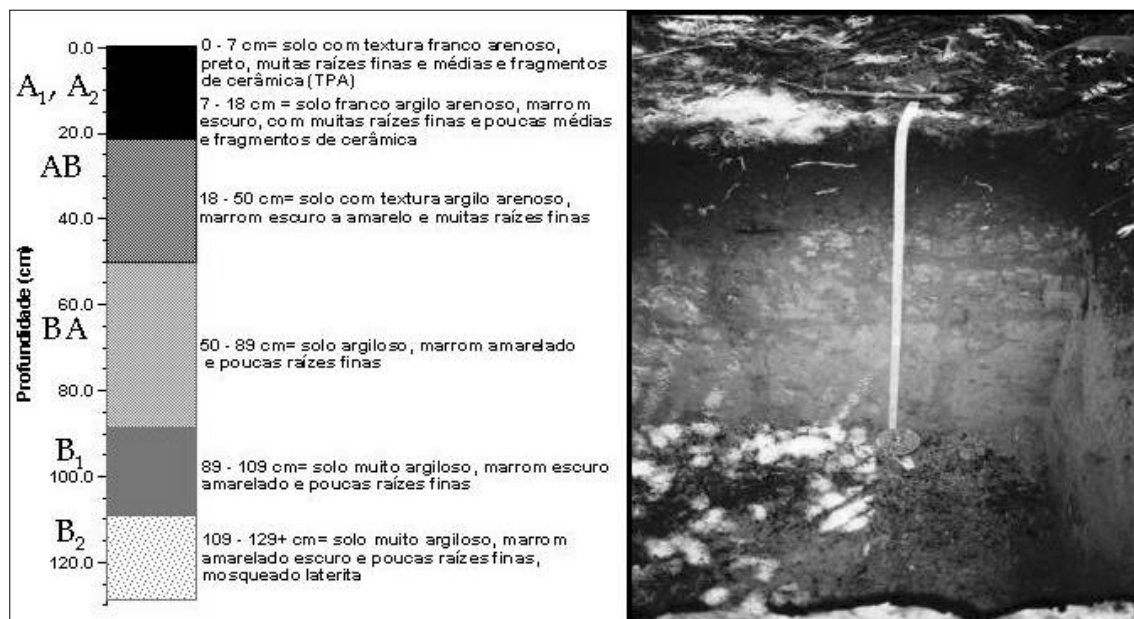 0.0
20.0
40.0
60.0
80.0
100.0
120.0
Profundidade (cm)
A1, A2
AB
BA
B1
B2
0 - 7 cm= solo com textura franco arenoso,
preto, muitas raízes finas e médias e fragmentos
de cerâmica (TPA)
7 - 18 cm = solo franco argilo arenoso, marrom
escuro, com muitas raízes finas e poucas médias
e fragmentos de cerâmica
18 - 50 cm= solo com textura argilo arenoso,
marrom escuro a amarelo e muitas raízes finas
50 - 89 cm= solo argiloso, marrom amarelado
e poucas raízes finas
89 - 109 cm= solo muito argiloso, marrom escuro
amarelado e poucas raízes finas
109 - 129+ cm= solo muito argiloso, marrom
amarelado escuro e poucas raízes finas,
mosqueado laterita